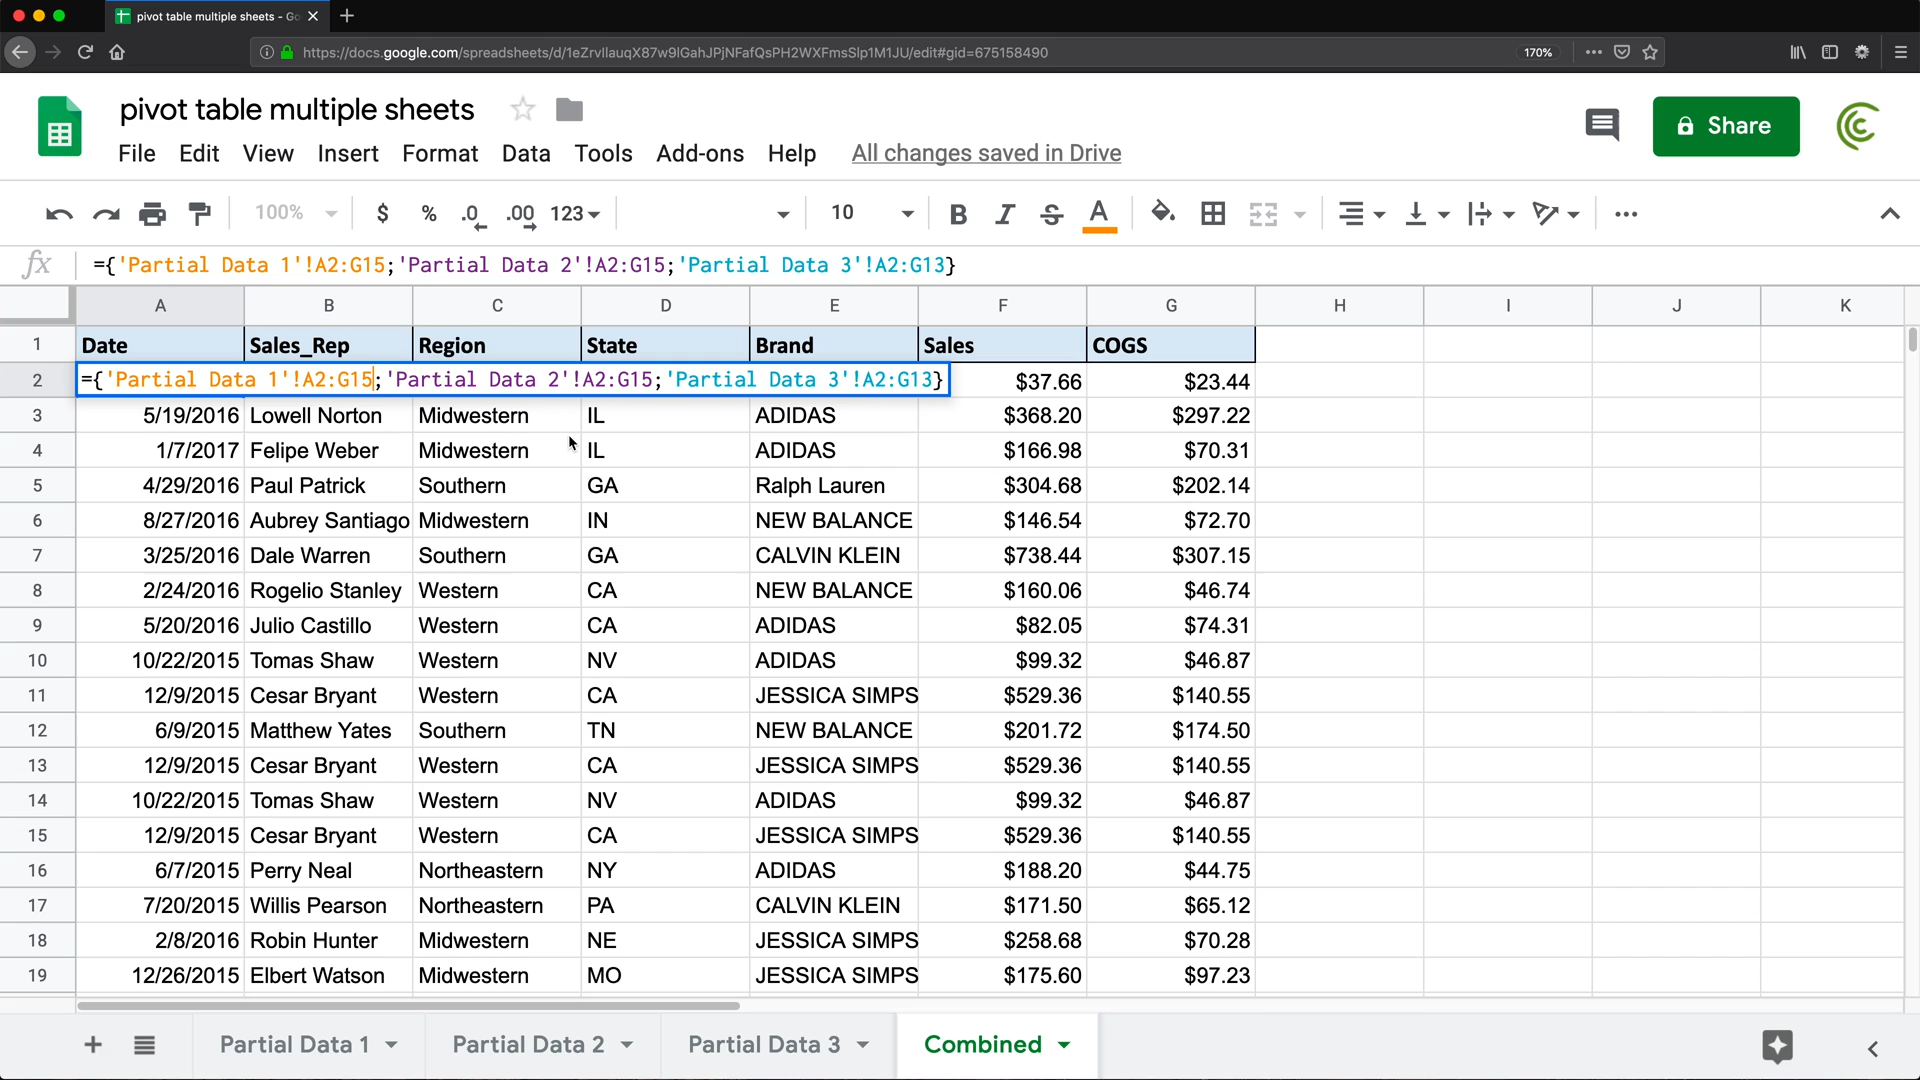 pivot table multiple sheets - Go
https://docs.google.com/spreadsheets/d/1eZrvIlauqX87w9lGahJPjNFafQsPH2WXFmsSlp1M1JU/edit#gid=675158490
170%
pivot table multiple sheets
Share
File Edit View Insert Format Data Tools Add-ons Help All changes saved in Drive
100% $ % .0 .00 123 10 B I S A
fx ={'Partial Data 1'!A2:G15;'Partial Data 2'!A2:G15;'Partial Data 3'!A2:G13}
A B C D E F G H I J K
1 Date Sales_Rep Region State Brand Sales COGS
2 ={'Partial Data 1'!A2:G15;'Partial Data 2'!A2:G15;'Partial Data 3'!A2:G13} $37.66 $23.44
3 5/19/2016 Lowell Norton Midwestern IL ADIDAS $368.20 $297.22
4 1/7/2017 Felipe Weber Midwestern IL ADIDAS $166.98 $70.31
5 4/29/2016 Paul Patrick Southern GA Ralph Lauren $304.68 $202.14
6 8/27/2016 Aubrey Santiago Midwestern IN NEW BALANCE $146.54 $72.70
7 3/25/2016 Dale Warren Southern GA CALVIN KLEIN $738.44 $307.15
8 2/24/2016 Rogelio Stanley Western CA NEW BALANCE $160.06 $46.74
9 5/20/2016 Julio Castillo Western CA ADIDAS $82.05 $74.31
10 10/22/2015 Tomas Shaw Western NV ADIDAS $99.32 $46.87
11 12/9/2015 Cesar Bryant Western CA JESSICA SIMPS $529.36 $140.55
12 6/9/2015 Matthew Yates Southern TN NEW BALANCE $201.72 $174.50
13 12/9/2015 Cesar Bryant Western CA JESSICA SIMPS $529.36 $140.55
14 10/22/2015 Tomas Shaw Western NV ADIDAS $99.32 $46.87
15 12/9/2015 Cesar Bryant Western CA JESSICA SIMPS $529.36 $140.55
16 6/7/2015 Perry Neal Northeastern NY ADIDAS $188.20 $44.75
17 7/20/2015 Willis Pearson Northeastern PA CALVIN KLEIN $171.50 $65.12
18 2/8/2016 Robin Hunter Midwestern NE JESSICA SIMPS $258.68 $70.28
19 12/26/2015 Elbert Watson Midwestern MO JESSICA SIMPS $175.60 $97.23
Partial Data 1 Partial Data 2 Partial Data 3 Combined